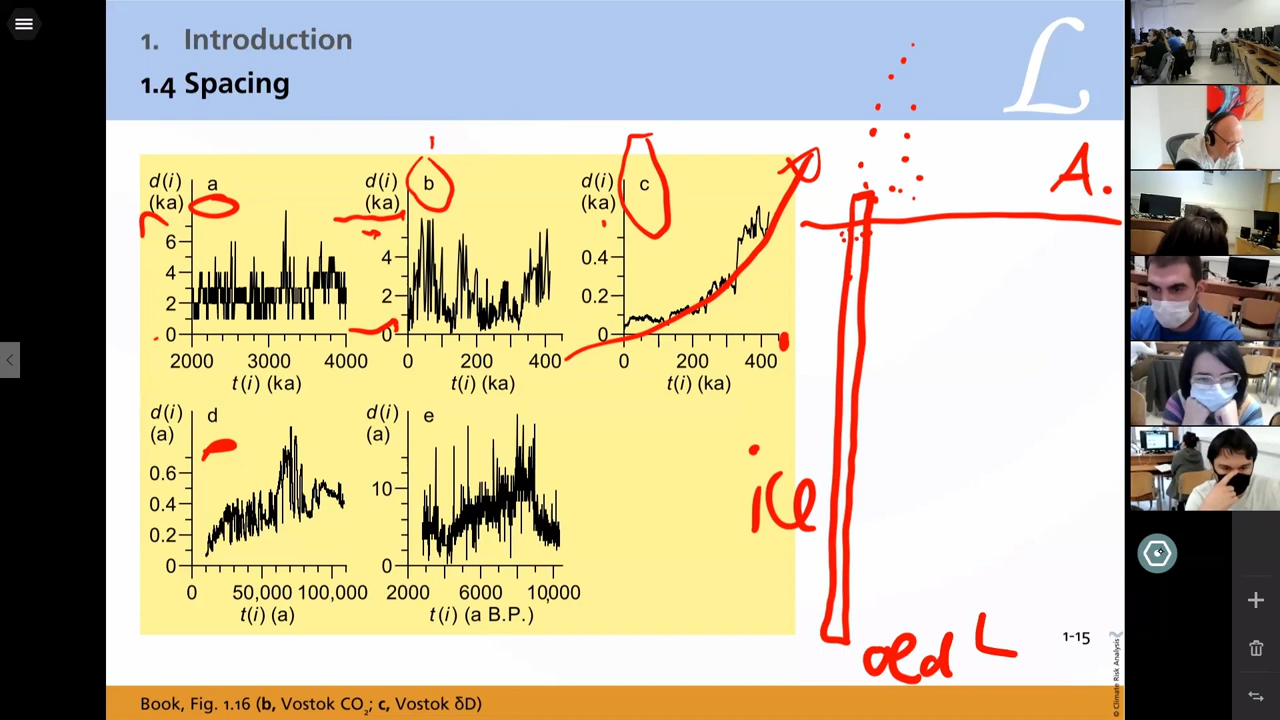 1. Introduction
1.4 Spacing
L
A.
d(i) a
(ka)
6
4
2
0
2000 3000 4000
t(i) (ka)
d(i) b
(ka)
4
2
0
0 200 400
t(i) (ka)
d(i) c
(ka)
0.4
0.2
0
0 200 400
t(i) (ka)
d(i) d
(a)
0.6
0.4
0.2
0
0 50,000 100,000
t(i) (a)
d(i) e
(a)
10
0
2000 6000 10,000
t(i) (a B.P.)
ice
1-15
© Climate Risk Analysis
Book, Fig. 1.16 (b, Vostok CO₂; c, Vostok δD)